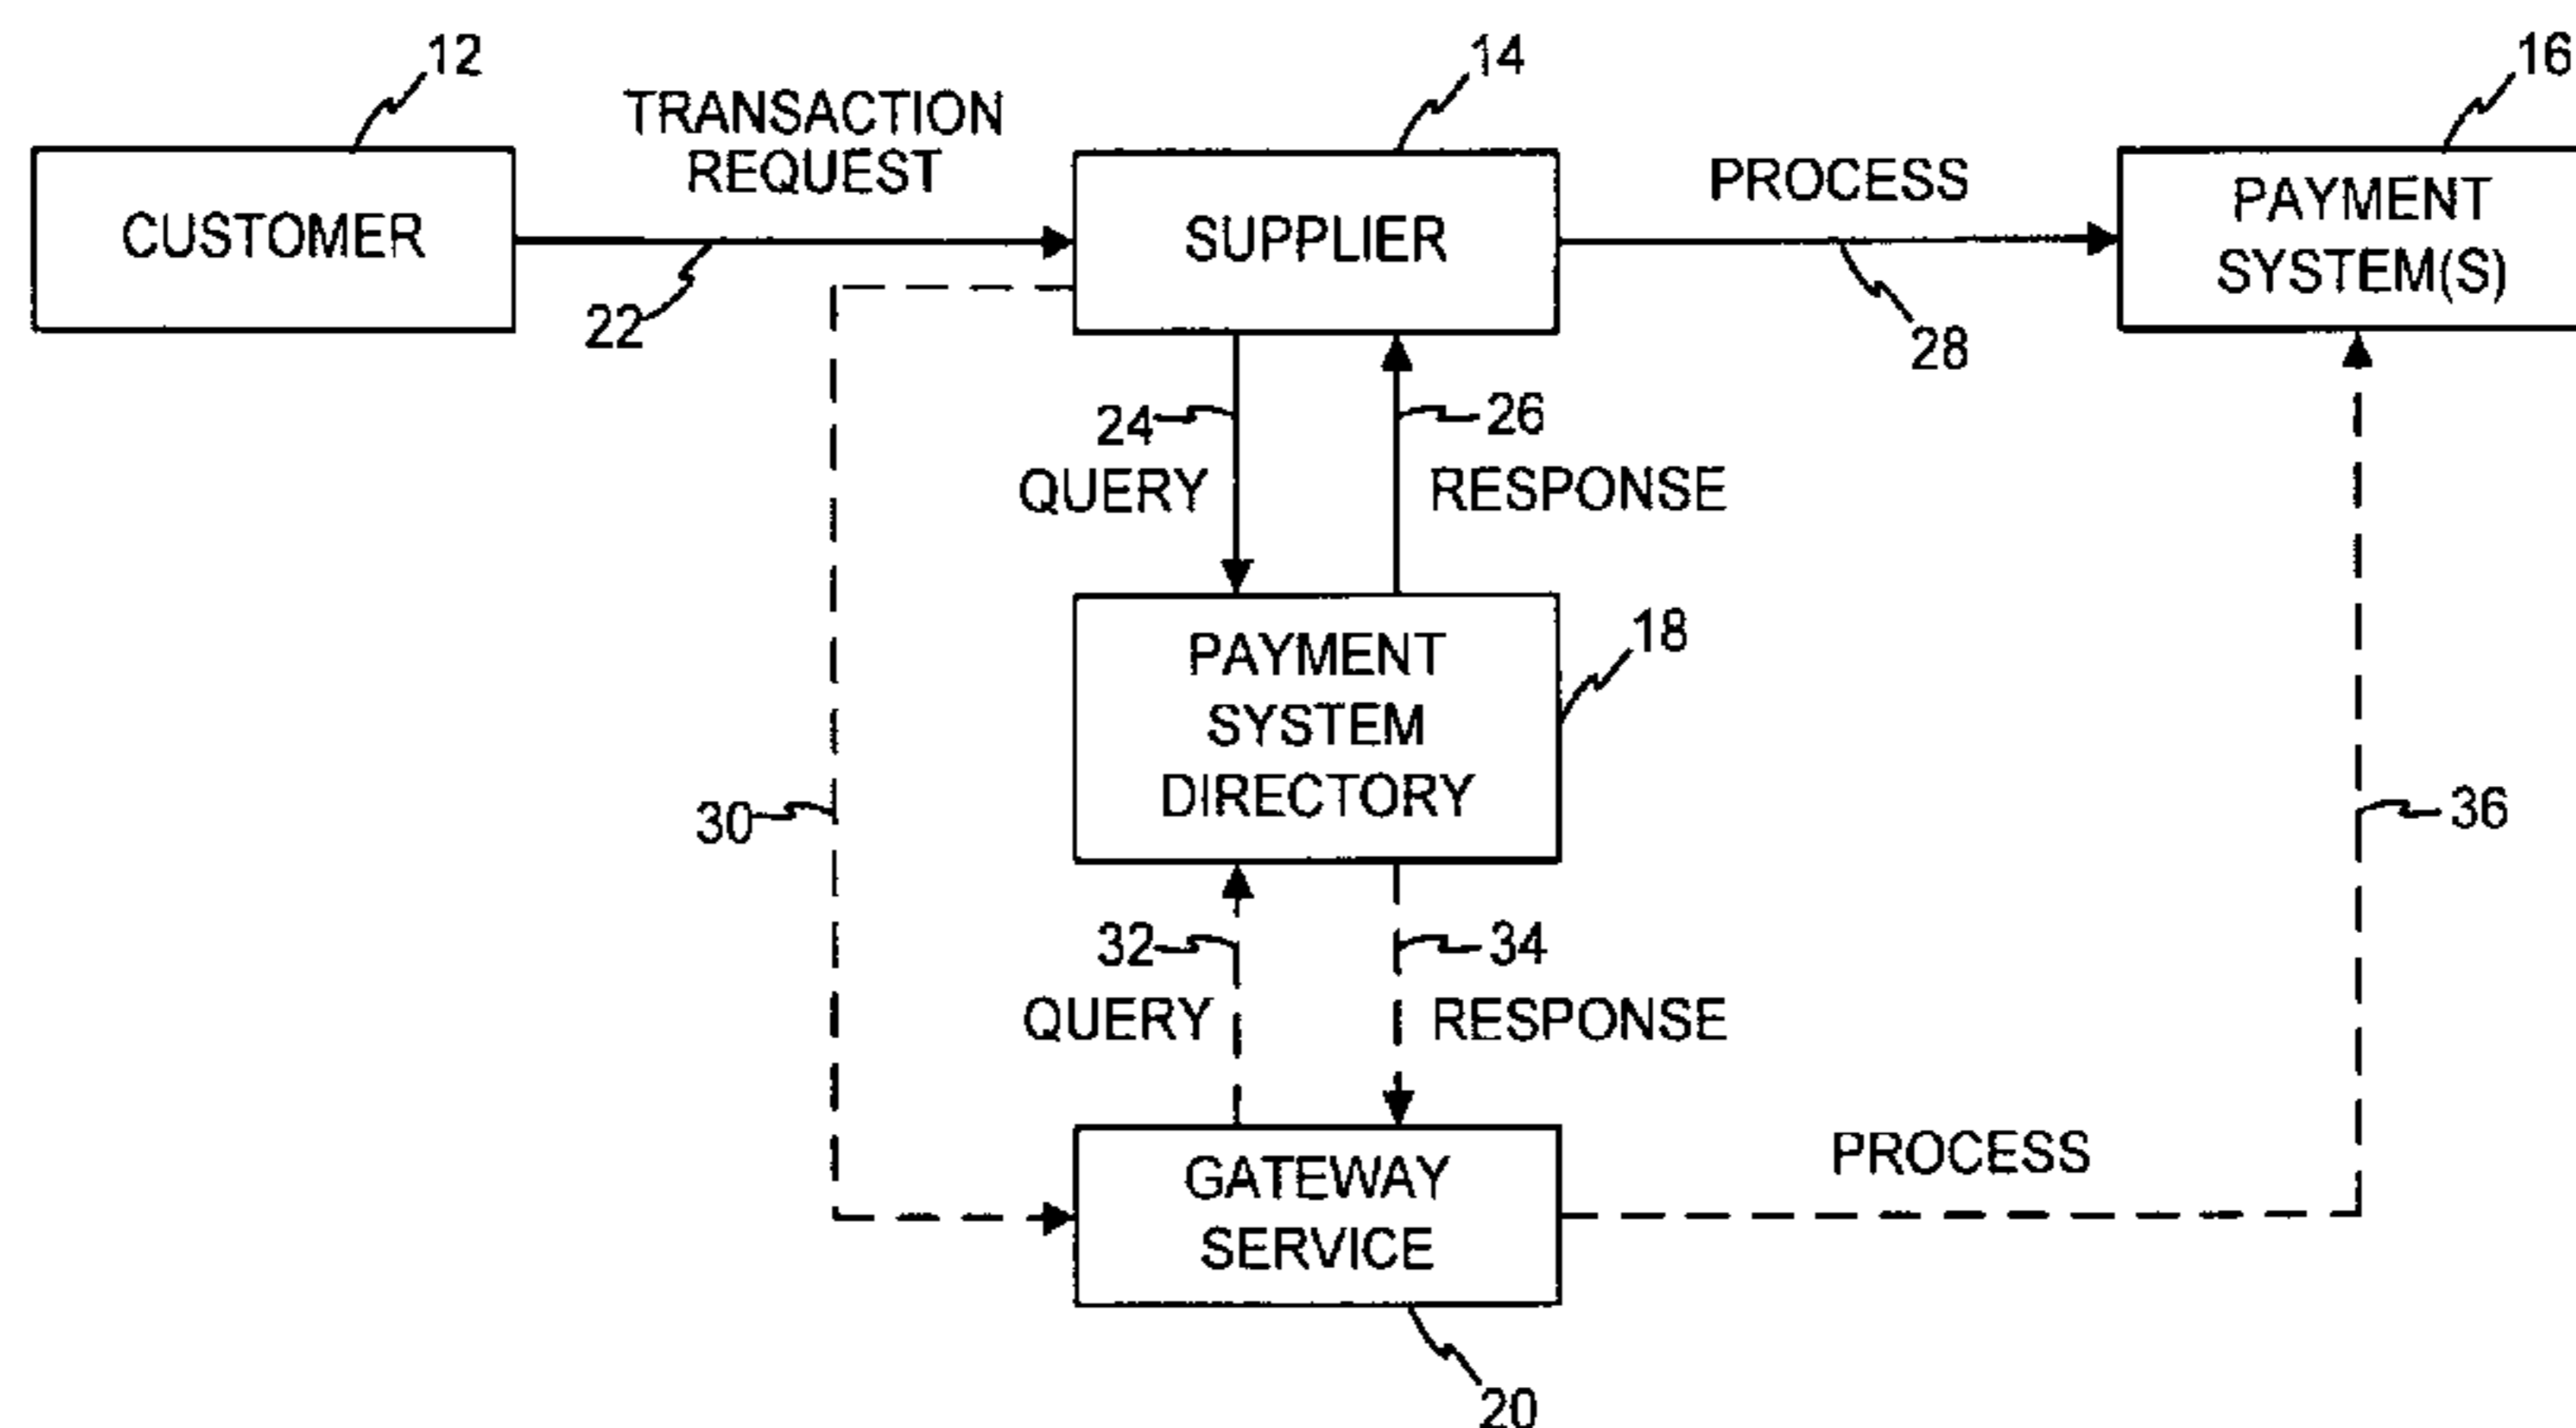 12
14
16
TRANSACTION
REQUEST
PROCESS
CUSTOMER
SUPPLIER
PAYMENT
SYSTEM(S)
22
28
24
26
QUERY
RESPONSE
PAYMENT
SYSTEM
DIRECTORY
18
30
36
32
34
QUERY
RESPONSE
GATEWAY
SERVICE
PROCESS
20